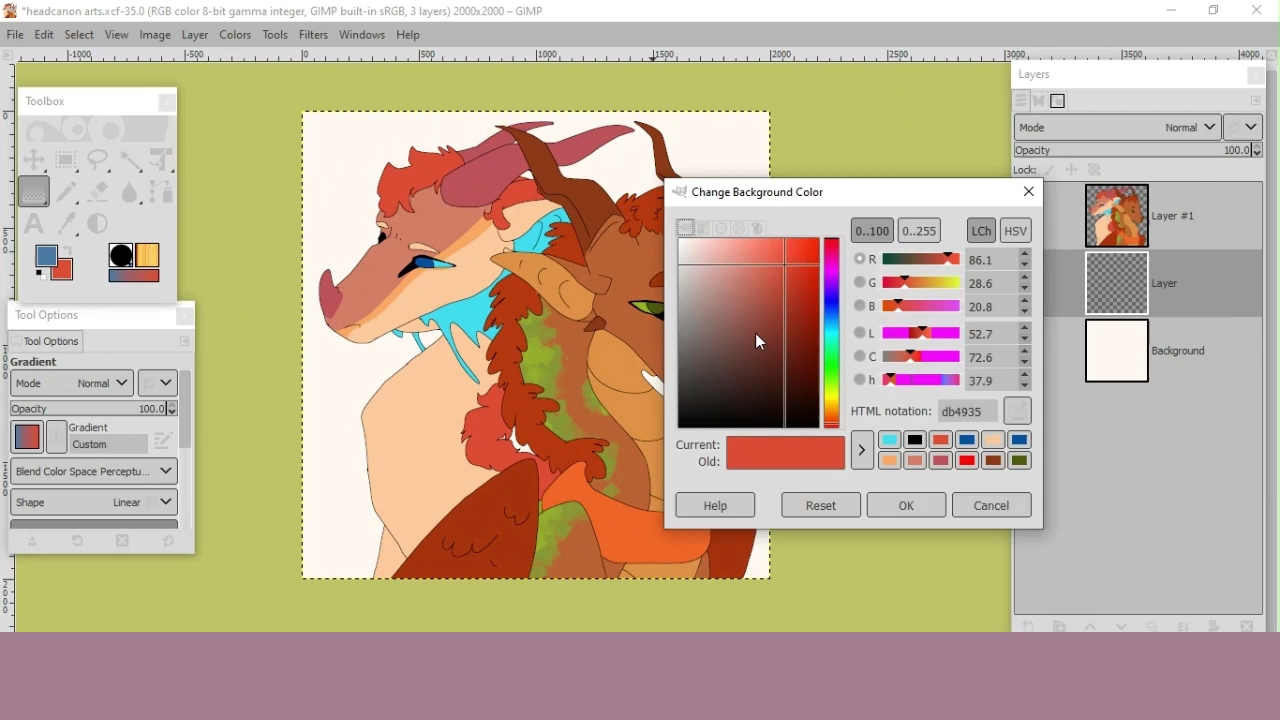 *headcanon arts.xcf-35.0 (RGB color 8-bit gamma integer, GIMP built-in sRGB, 3 layers) 2000x2000 – GIMP
File Edit Select View Image Layer Colors Tools Filters Windows Help
-1000 -500 0 500 1000 1500 2000 2500 3000 3500 4000
Toolbox
Tool Options
Tool Options
Gradient
Mode Normal
Opacity 100.0
Gradient
Custom
Blend Color Space Perceptu...
Shape Linear
Change Background Color
0..100 0..255 LCh HSV
R 86.1
G 28.6
B 20.8
L 52.7
C 72.6
h 37.9
HTML notation: db4935
Current:
Old:
Help Reset OK Cancel
Layers
Mode Normal
Opacity 100.0
Lock:
Layer #1
Layer
Background